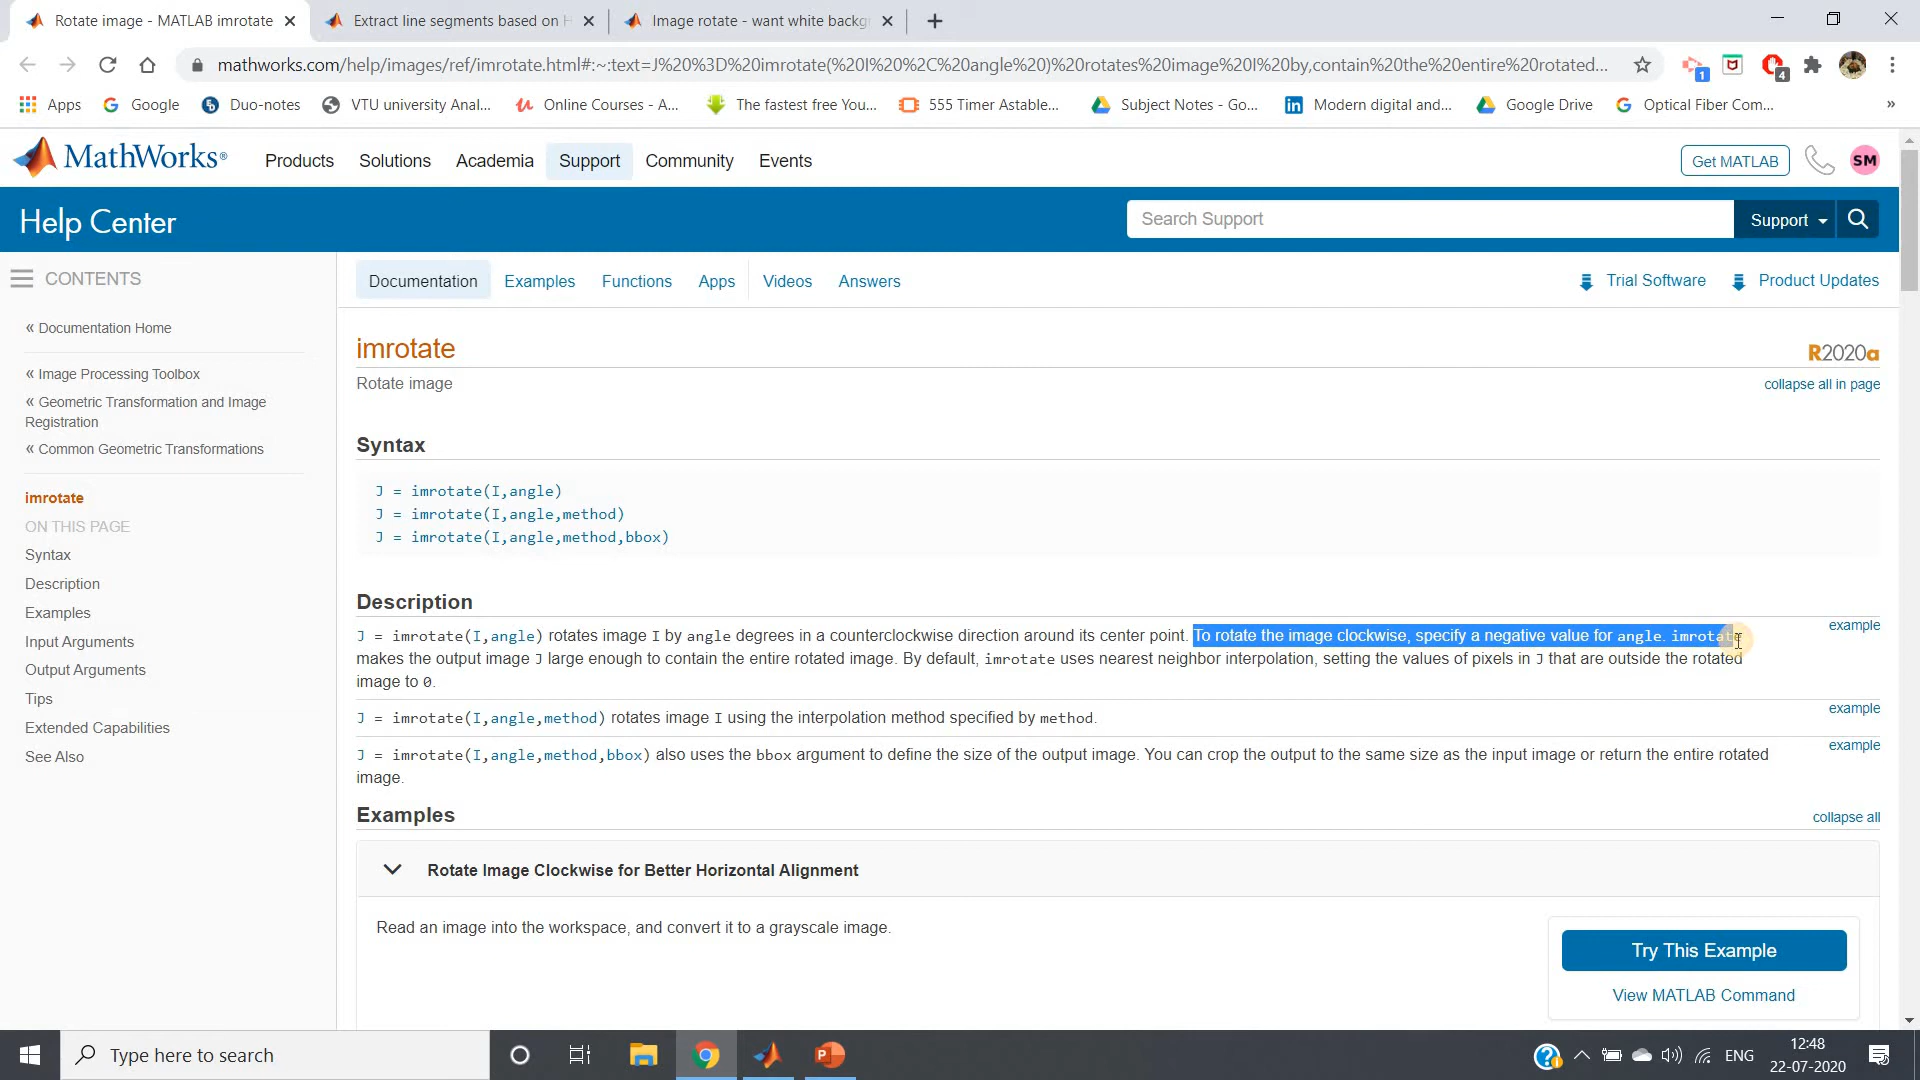 Rotate image - MATLAB imrotate
Extract line segments based on H
Image rotate - want white backg
mathworks.com/help/images/ref/imrotate.html#:~:text=J%20%3D%20imrotate(%20I%20%2C%20angle%20)%20rotates%20image%20I%20by,contain%20the%20entire%20rotated...
1
4
Apps
Google
Duo-notes
VTU university Anal...
Online Courses - A...
The fastest free You...
555 Timer Astable...
Subject Notes - Go...
Modern digital and...
Google Drive
Optical Fiber Com...
»
MathWorks®
Products
Solutions
Academia
Support
Community
Events
Get MATLAB
SM
Help Center
Search Support
Support
CONTENTS
Documentation
Examples
Functions
Apps
Videos
Answers
Trial Software
Product Updates
« Documentation Home
« Image Processing Toolbox
« Geometric Transformation and Image
Registration
« Common Geometric Transformations
imrotate
ON THIS PAGE
Syntax
Description
Examples
Input Arguments
Output Arguments
Tips
Extended Capabilities
See Also
imrotate
R2020a
Rotate image
collapse all in page
Syntax
J = imrotate(I,angle)
J = imrotate(I,angle,method)
J = imrotate(I,angle,method,bbox)
Description
J = imrotate(I,angle) rotates image I by angle degrees in a counterclockwise direction around its center point. To rotate the image clockwise, specify a negative value for angle. imrotate
makes the output image J large enough to contain the entire rotated image. By default, imrotate uses nearest neighbor interpolation, setting the values of pixels in J that are outside the rotated
image to 0.
example
J = imrotate(I,angle,method) rotates image I using the interpolation method specified by method.
example
J = imrotate(I,angle,method,bbox) also uses the bbox argument to define the size of the output image. You can crop the output to the same size as the input image or return the entire rotated
image.
example
Examples
collapse all
Rotate Image Clockwise for Better Horizontal Alignment
Read an image into the workspace, and convert it to a grayscale image.
Try This Example
View MATLAB Command
Type here to search
ENG
12:48
22-07-2020